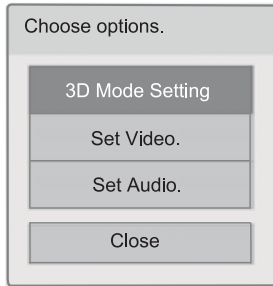 Choose options.
3D Mode Setting
Set Video.
Set Audio.
Close